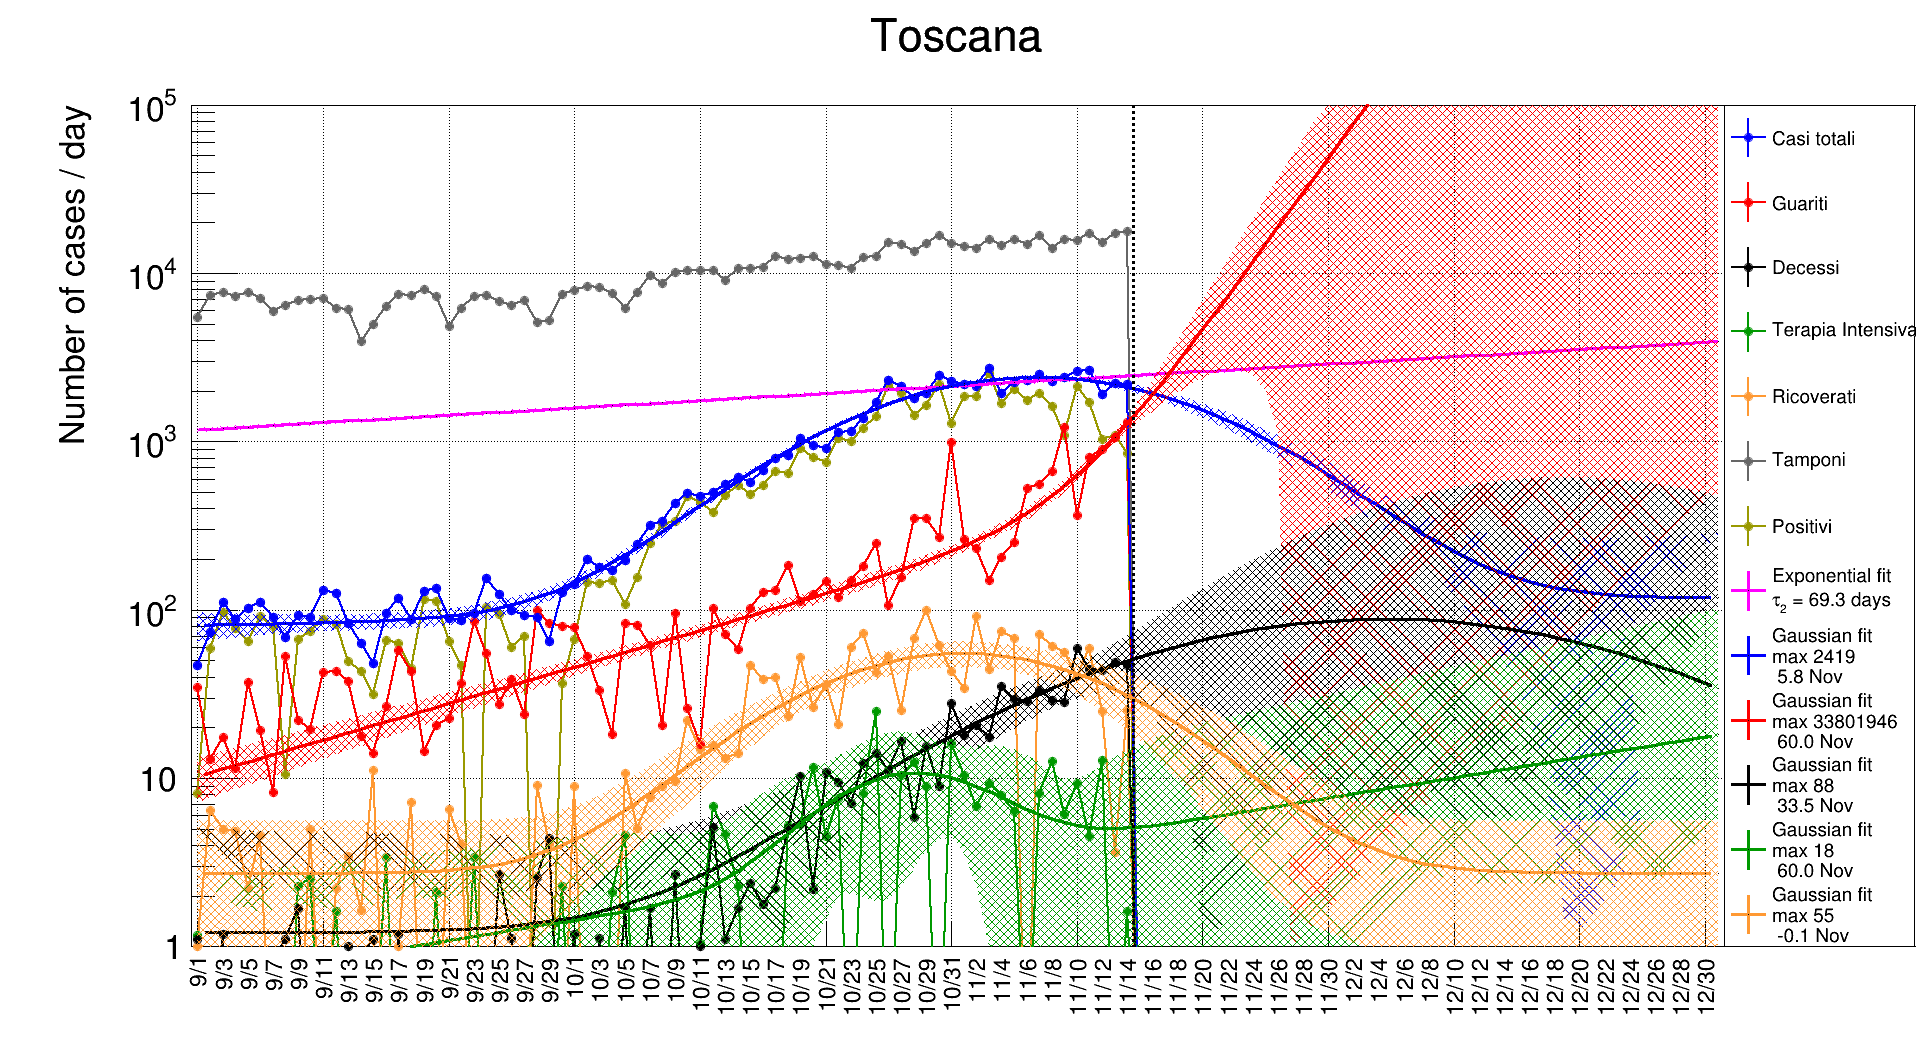 Toscana
Number of cases / day
10^5
10^4
10^3
10^2
10
1
9/1 9/3 9/5 9/7 9/9 9/11 9/13 9/15 9/17 9/19 9/21 9/23 9/25 9/27 9/29 10/1 10/3 10/5 10/7 10/9 10/11 10/13 10/15 10/17 10/19 10/21 10/23 10/25 10/27 10/29 10/31 11/2 11/4 11/6 11/8 11/10 11/12 11/14 11/16 11/18 11/20 11/22 11/24 11/26 11/28 11/30 12/2 12/4 12/6 12/8 12/10 12/12 12/14 12/16 12/18 12/20 12/22 12/24 12/26 12/28 12/30
Casi totali
Guariti
Decessi
Terapia Intensiva
Ricoverati
Tamponi
Positivi
Exponential fit
τ₂ = 69.3 days
Gaussian fit
max 2419
5.8 Nov
Gaussian fit
max 33801946
60.0 Nov
Gaussian fit
max 88
33.5 Nov
Gaussian fit
max 18
60.0 Nov
Gaussian fit
max 55
-0.1 Nov